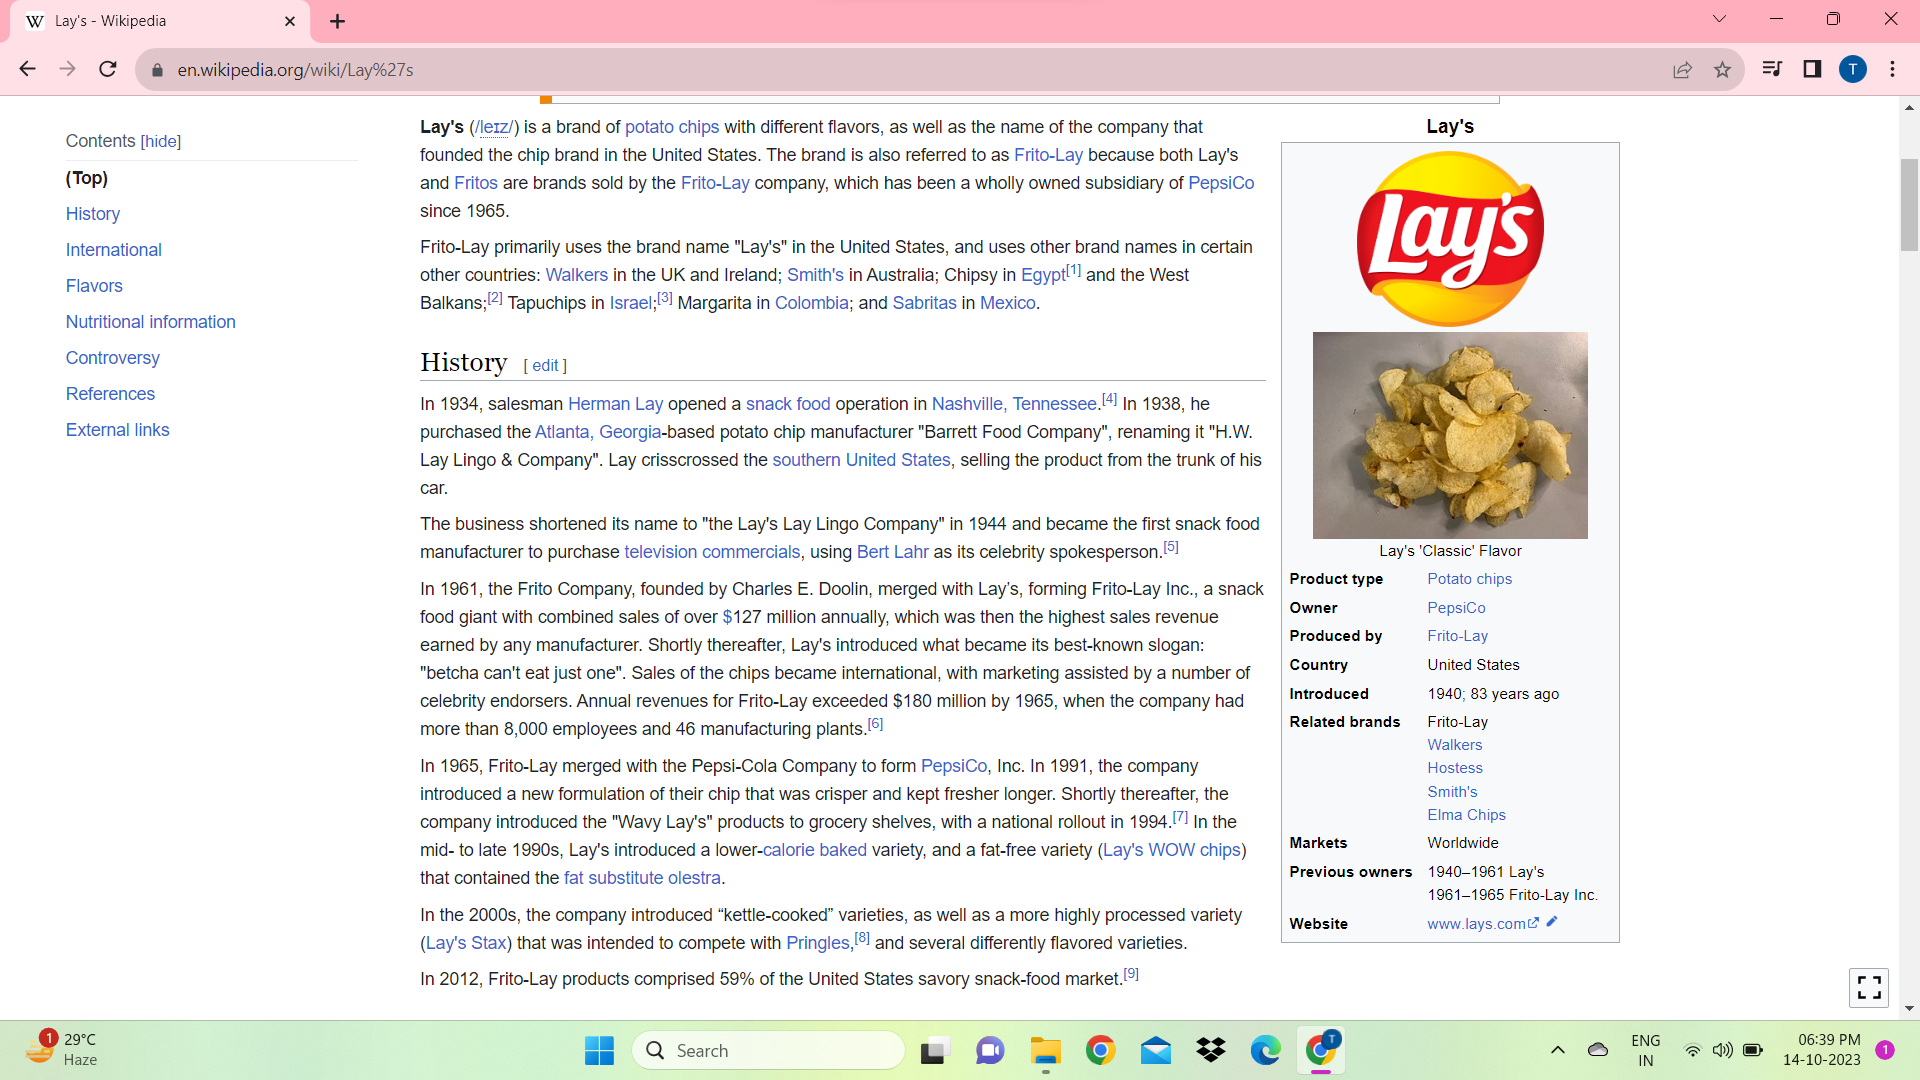 Lay's - Wikipedia
en.wikipedia.org/wiki/Lay%27s
Contents [hide]
(Top)
History
International
Flavors
Nutritional information
Controversy
References
External links
Lay's (/leɪz/) is a brand of potato chips with different flavors, as well as the name of the company that
founded the chip brand in the United States. The brand is also referred to as Frito-Lay because both Lay's
and Fritos are brands sold by the Frito-Lay company, which has been a wholly owned subsidiary of PepsiCo
since 1965.
Frito-Lay primarily uses the brand name "Lay's" in the United States, and uses other brand names in certain
other countries: Walkers in the UK and Ireland; Smith's in Australia; Chipsy in Egypt[1] and the West
Balkans;[2] Tapuchips in Israel;[3] Margarita in Colombia; and Sabritas in Mexico.
History [ edit ]
In 1934, salesman Herman Lay opened a snack food operation in Nashville, Tennessee.[4] In 1938, he
purchased the Atlanta, Georgia-based potato chip manufacturer "Barrett Food Company", renaming it "H.W.
Lay Lingo & Company". Lay crisscrossed the southern United States, selling the product from the trunk of his
car.
The business shortened its name to "the Lay's Lay Lingo Company" in 1944 and became the first snack food
manufacturer to purchase television commercials, using Bert Lahr as its celebrity spokesperson.[5]
In 1961, the Frito Company, founded by Charles E. Doolin, merged with Lay’s, forming Frito-Lay Inc., a snack
food giant with combined sales of over $127 million annually, which was then the highest sales revenue
earned by any manufacturer. Shortly thereafter, Lay's introduced what became its best-known slogan:
"betcha can't eat just one". Sales of the chips became international, with marketing assisted by a number of
celebrity endorsers. Annual revenues for Frito-Lay exceeded $180 million by 1965, when the company had
more than 8,000 employees and 46 manufacturing plants.[6]
In 1965, Frito-Lay merged with the Pepsi-Cola Company to form PepsiCo, Inc. In 1991, the company
introduced a new formulation of their chip that was crisper and kept fresher longer. Shortly thereafter, the
company introduced the "Wavy Lay's" products to grocery shelves, with a national rollout in 1994.[7] In the
mid- to late 1990s, Lay's introduced a lower-calorie baked variety, and a fat-free variety (Lay's WOW chips)
that contained the fat substitute olestra.
In the 2000s, the company introduced “kettle-cooked” varieties, as well as a more highly processed variety
(Lay's Stax) that was intended to compete with Pringles,[8] and several differently flavored varieties.
In 2012, Frito-Lay products comprised 59% of the United States savory snack-food market.[9]
Lay's
Lay's
Lay's 'Classic' Flavor
Product type Potato chips
Owner PepsiCo
Produced by Frito-Lay
Country United States
Introduced 1940; 83 years ago
Related brands Frito-Lay
Walkers
Hostess
Smith's
Elma Chips
Markets Worldwide
Previous owners 1940–1961 Lay's
1961–1965 Frito-Lay Inc.
Website www.lays.com
T
1
29°C
Haze
Search
T
ENG
IN
06:39 PM
14-10-2023
1